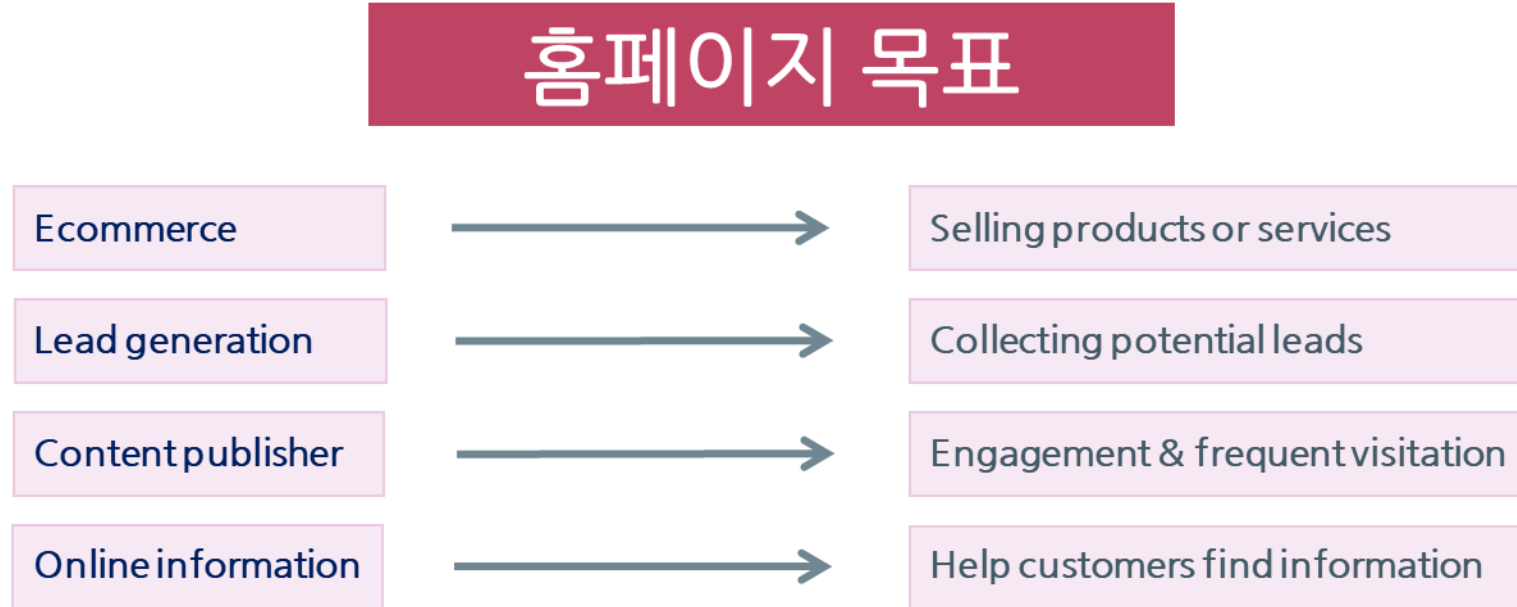 홈페이지 목표
Ecommerce
Selling products or services
Lead generation
Collecting potential leads
Content publisher
Engagement & frequent visitation
Online information
Help customers find information